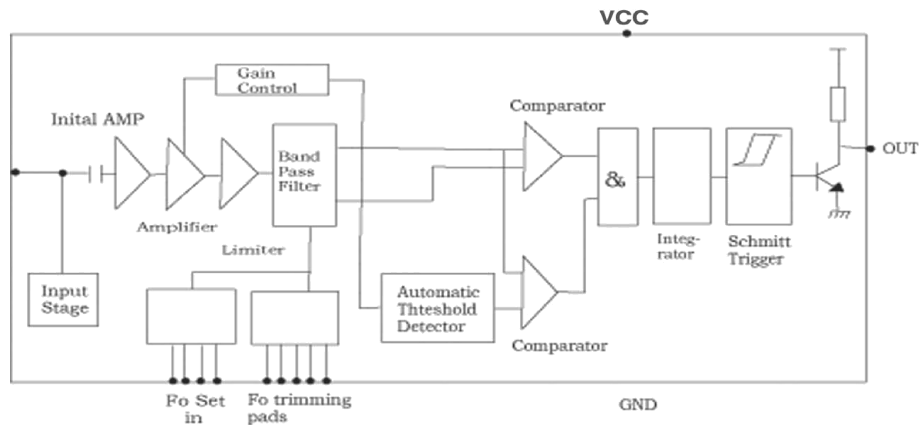 VCC
Gain
Control
Inital AMP
Comparator
Band
Pass
Filter
OUT
&
Amplifier
Limiter
Integ-
rator
Schmitt
Trigger
Input
Stage
Automatic
Thteshold
Detector
Comparator
Fo Set
in
Fo trimming
pads
GND